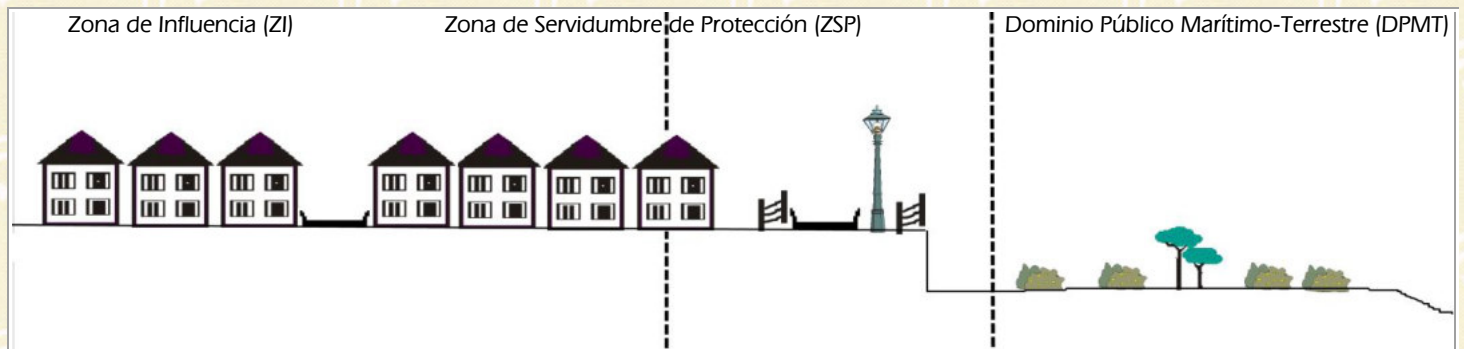 Zona de Influencia (ZI) Zona de Servidumbre de Protección (ZSP) Dominio Público Marítimo-Terrestre (DPMT)